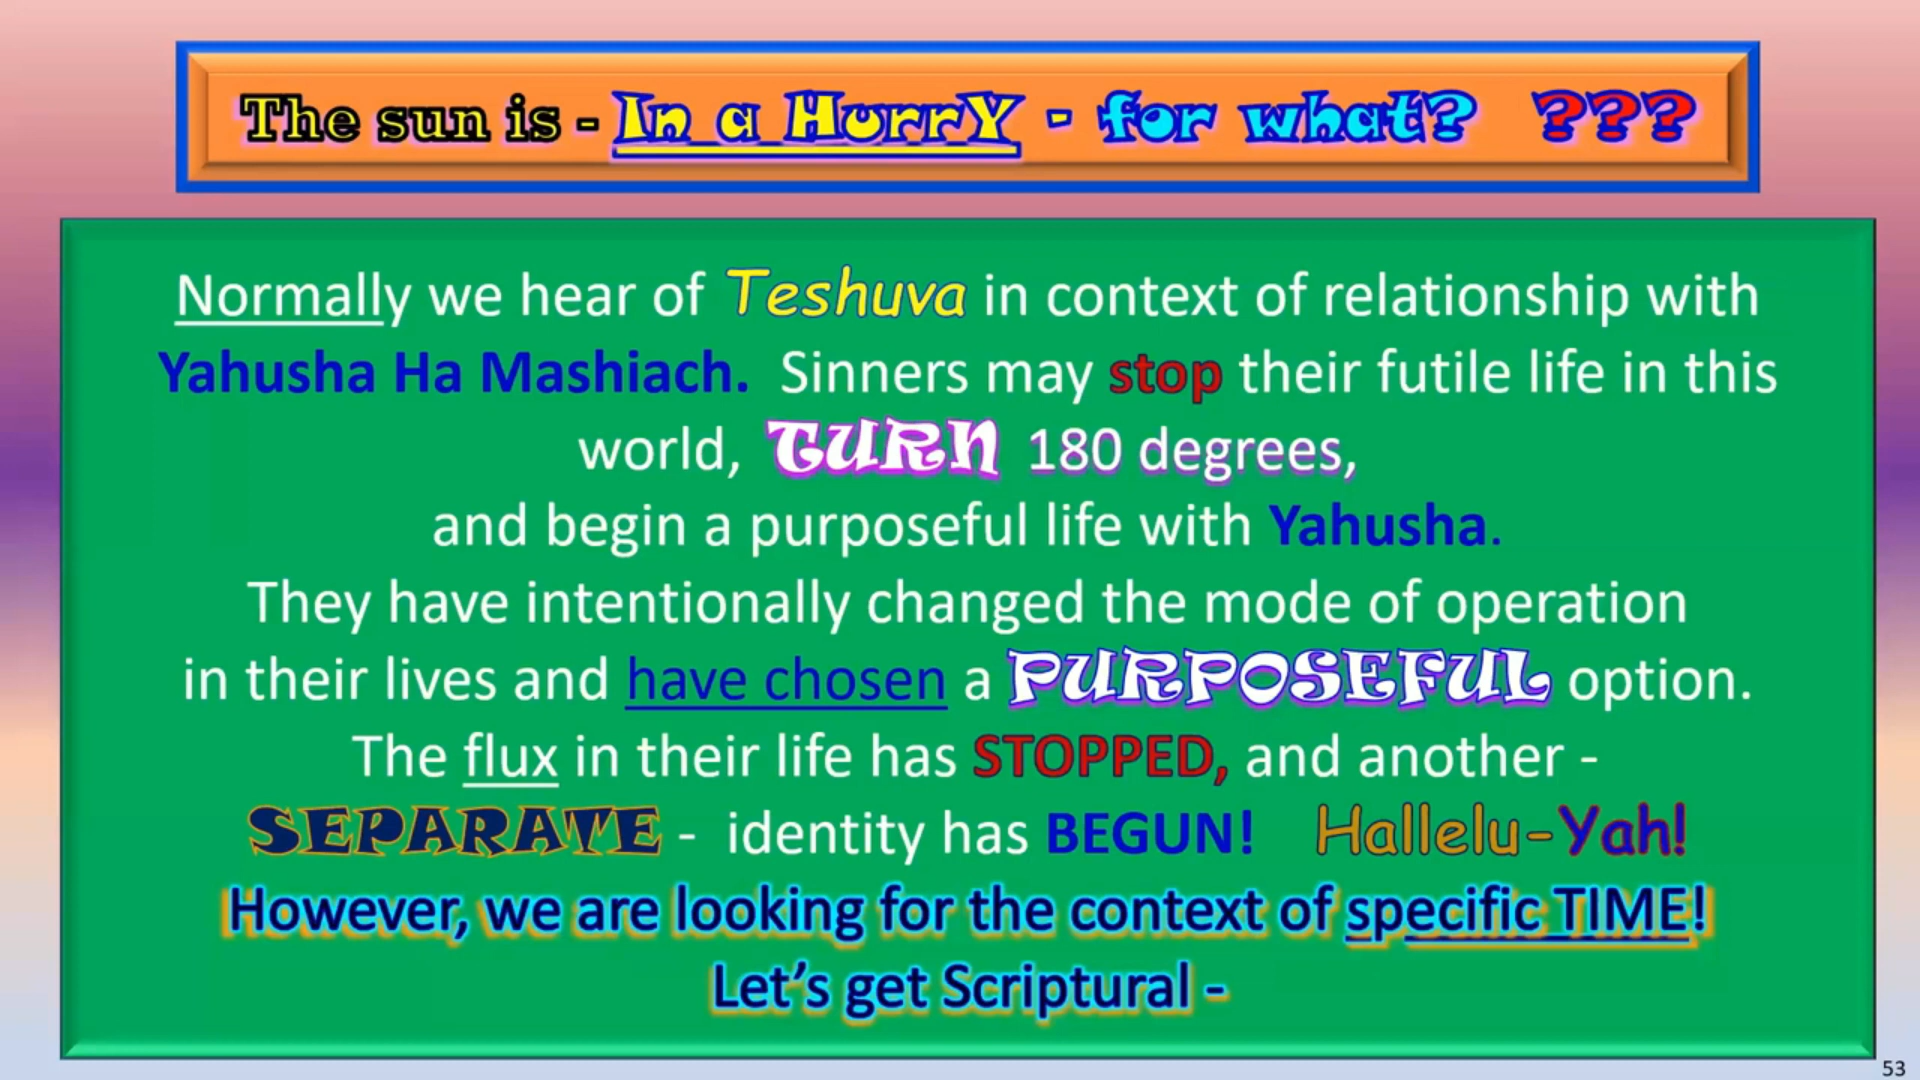 The sun is - In a HurrY - for what? ???
Normally we hear of Teshuva in context of relationship with
Yahusha Ha Mashiach. Sinners may stop their futile life in this
world, TURN 180 degrees,
and begin a purposeful life with Yahusha.
They have intentionally changed the mode of operation
in their lives and have chosen a PURPOSEFUL option.
The flux in their life has STOPPED, and another -
SEPARATE - identity has BEGUN! Hallelu-Yah!
However, we are looking for the context of specific TIME!
Let's get Scriptural -
53